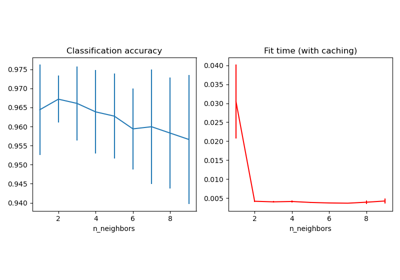 Classification accuracy
0.975
0.970
0.965
0.960
0.955
0.950
0.945
0.940
2 4 6 8
n_neighbors
Fit time (with caching)
0.040
0.035
0.030
0.025
0.020
0.015
0.010
0.005
2 4 6 8
n_neighbors